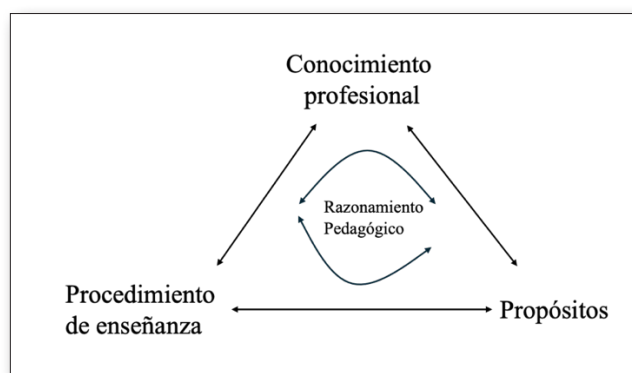 Conocimiento
profesional
Razonamiento
Pedagógico
Procedimiento
de enseñanza
Propósitos